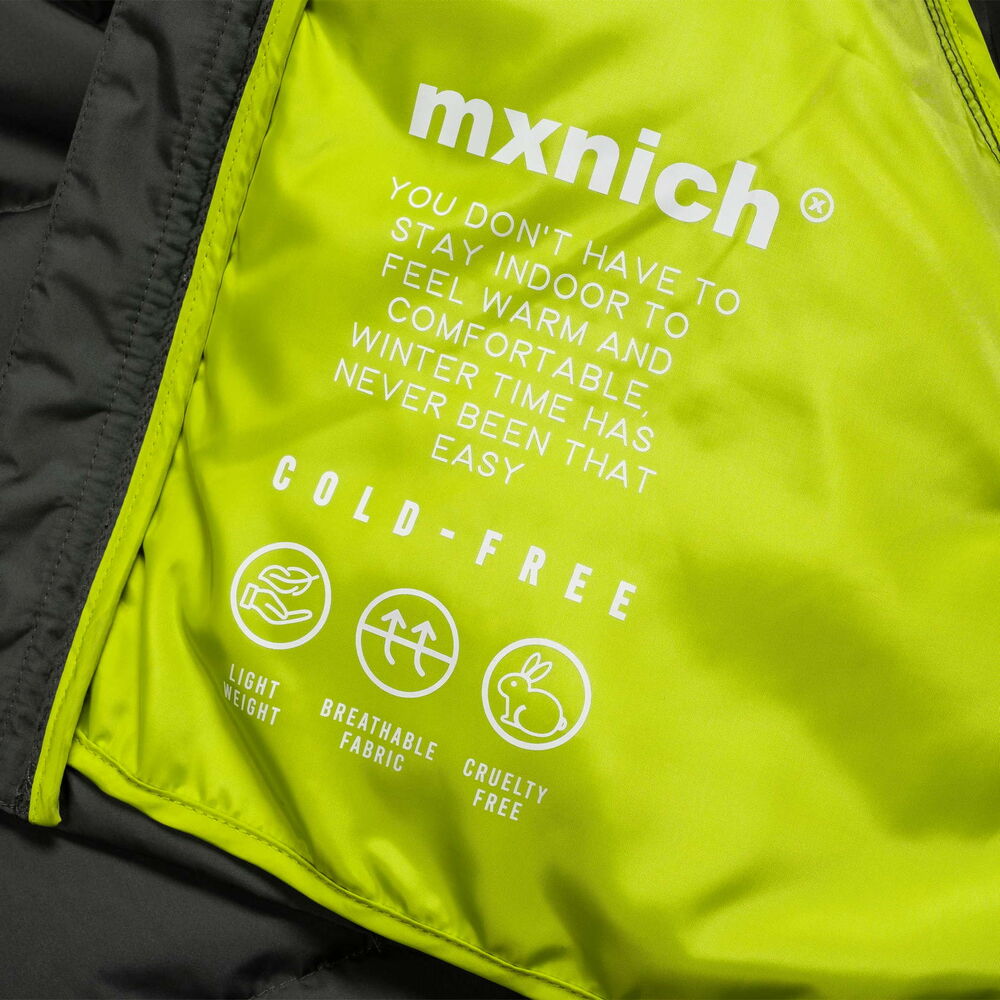 mxnich
x
YOU DON'T HAVE TO
STAY INDOOR TO
FEEL WARM AND
COMFORTABLE,
WINTER TIME HAS
NEVER BEEN THAT
EASY
COLD-FREE
LIGHT
WEIGHT
BREATHABLE
FABRIC
CRUELTY
FREE